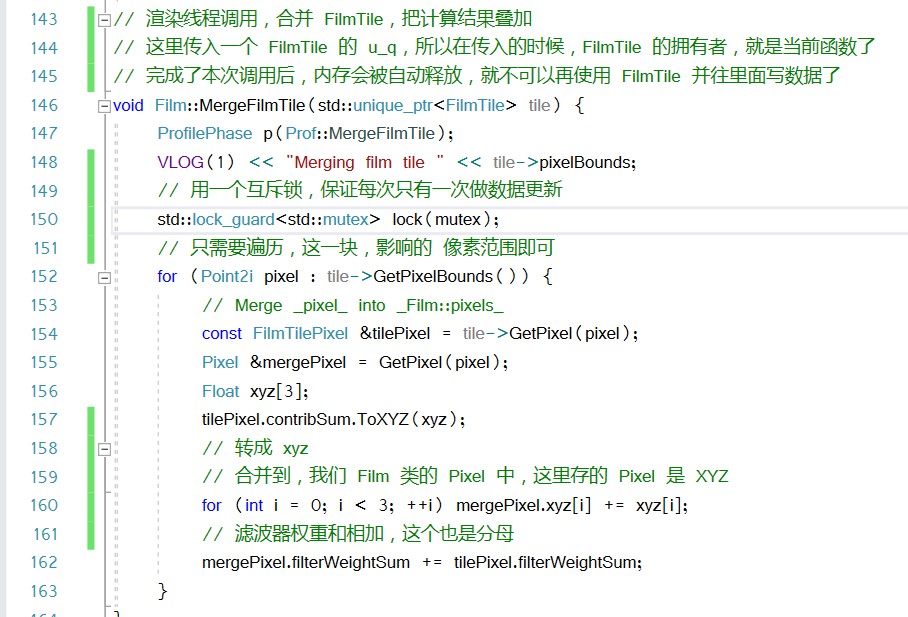 143 // 渲染线程调用，合并 FilmTile，把计算结果叠加
144 // 这里传入一个 FilmTile 的 u_q，所以在传入的时候，FilmTile 的拥有者，就是当前函数了
145 // 完成了本次调用后，内存会被自动释放，就不可以再使用 FilmTile 并往里面写数据了
146 void Film::MergeFilmTile(std::unique_ptr<FilmTile> tile) {
147 ProfilePhase p(Prof::MergeFilmTile);
148 VLOG(1) << "Merging film tile " << tile->pixelBounds;
149 // 用一个互斥锁，保证每次只有一次做数据更新
150 std::lock_guard<std::mutex> lock(mutex);
151 // 只需要遍历，这一块，影响的 像素范围即可
152 for (Point2i pixel : tile->GetPixelBounds()) {
153 // Merge _pixel_ into _Film::pixels_
154 const FilmTilePixel &tilePixel = tile->GetPixel(pixel);
155 Pixel &mergePixel = GetPixel(pixel);
156 Float xyz[3];
157 tilePixel.contribSum.ToXYZ(xyz);
158 // 转成 xyz
159 // 合并到，我们 Film 类的 Pixel 中，这里存的 Pixel 是 XYZ
160 for (int i = 0; i < 3; ++i) mergePixel.xyz[i] += xyz[i];
161 // 滤波器权重和相加，这个也是分母
162 mergePixel.filterWeightSum += tilePixel.filterWeightSum;
163 }